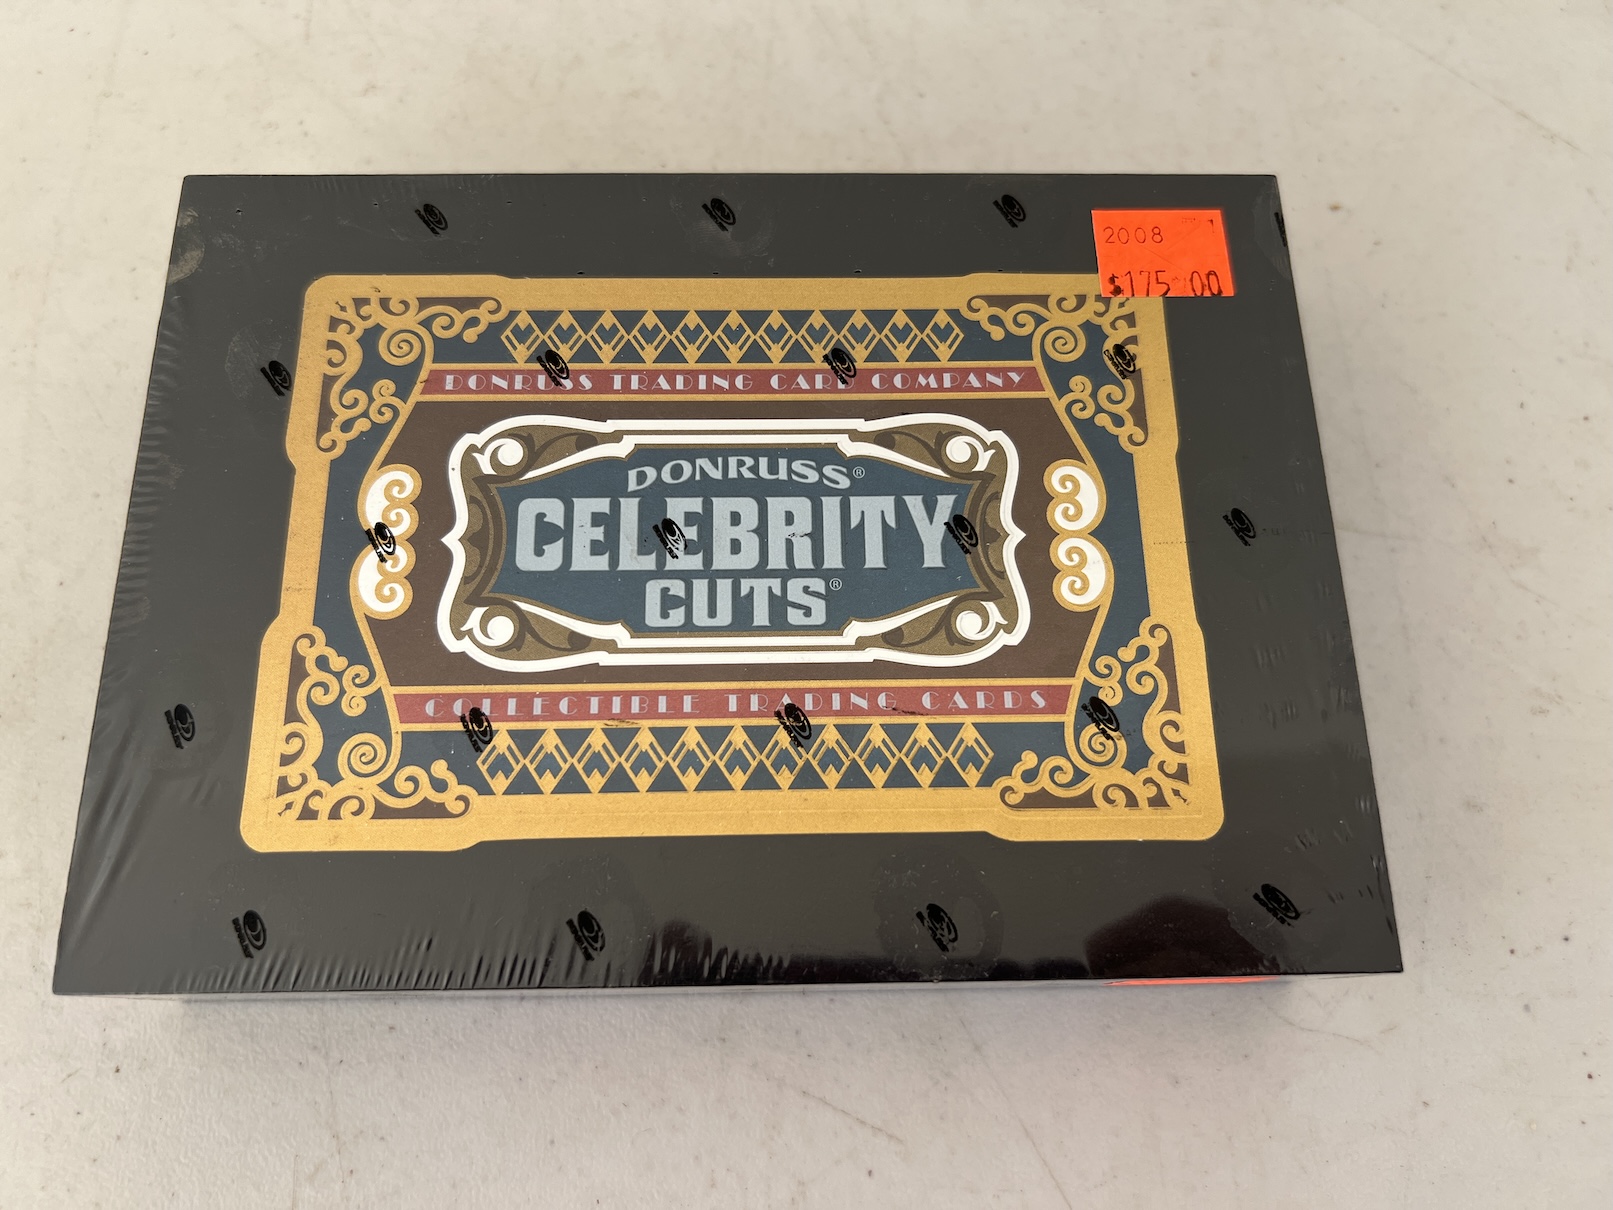 2008
$175.00
DONRUSS TRADING CARD COMPANY
DONRUSS®
CELEBRITY
CUTS®
COLLECTIBLE TRADING CARDS